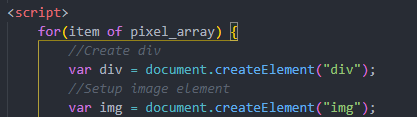 <script>
for(item of pixel_array) {
//Create div
var div = document.createElement("div");
//Setup image element
var img = document.createElement("img");